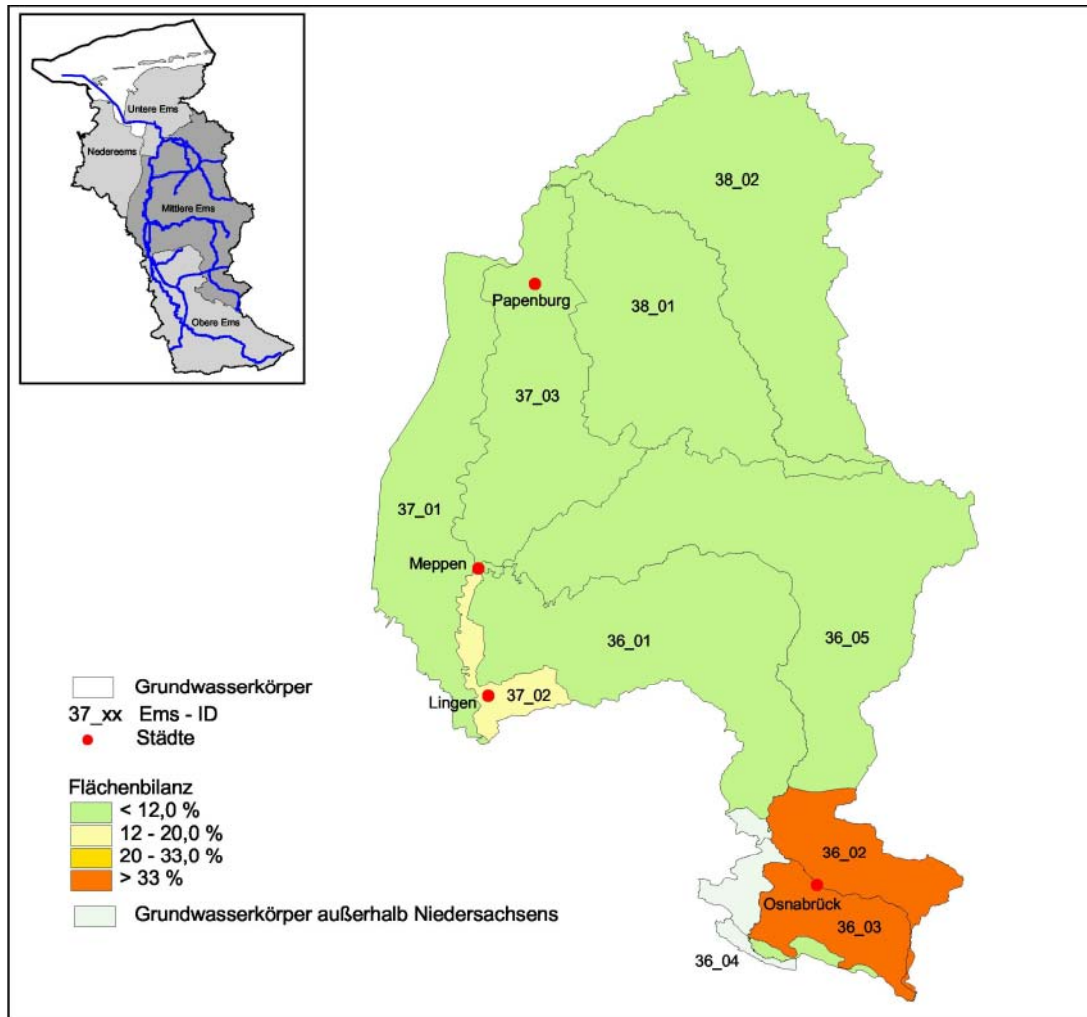 Untere Ems
Nedereems
Mittlere Ems
Obere Ems
38_02
Papenburg
38_01
37_03
37_01
Meppen
36_01
36_05
Lingen
37_02
36_02
Osnabrück
36_03
36_04
Grundwasserkörper
37_xx Ems - ID
Städte
Flächenbilanz
< 12,0 %
12 - 20,0 %
20 - 33,0 %
> 33 %
Grundwasserkörper außerhalb Niedersachsens